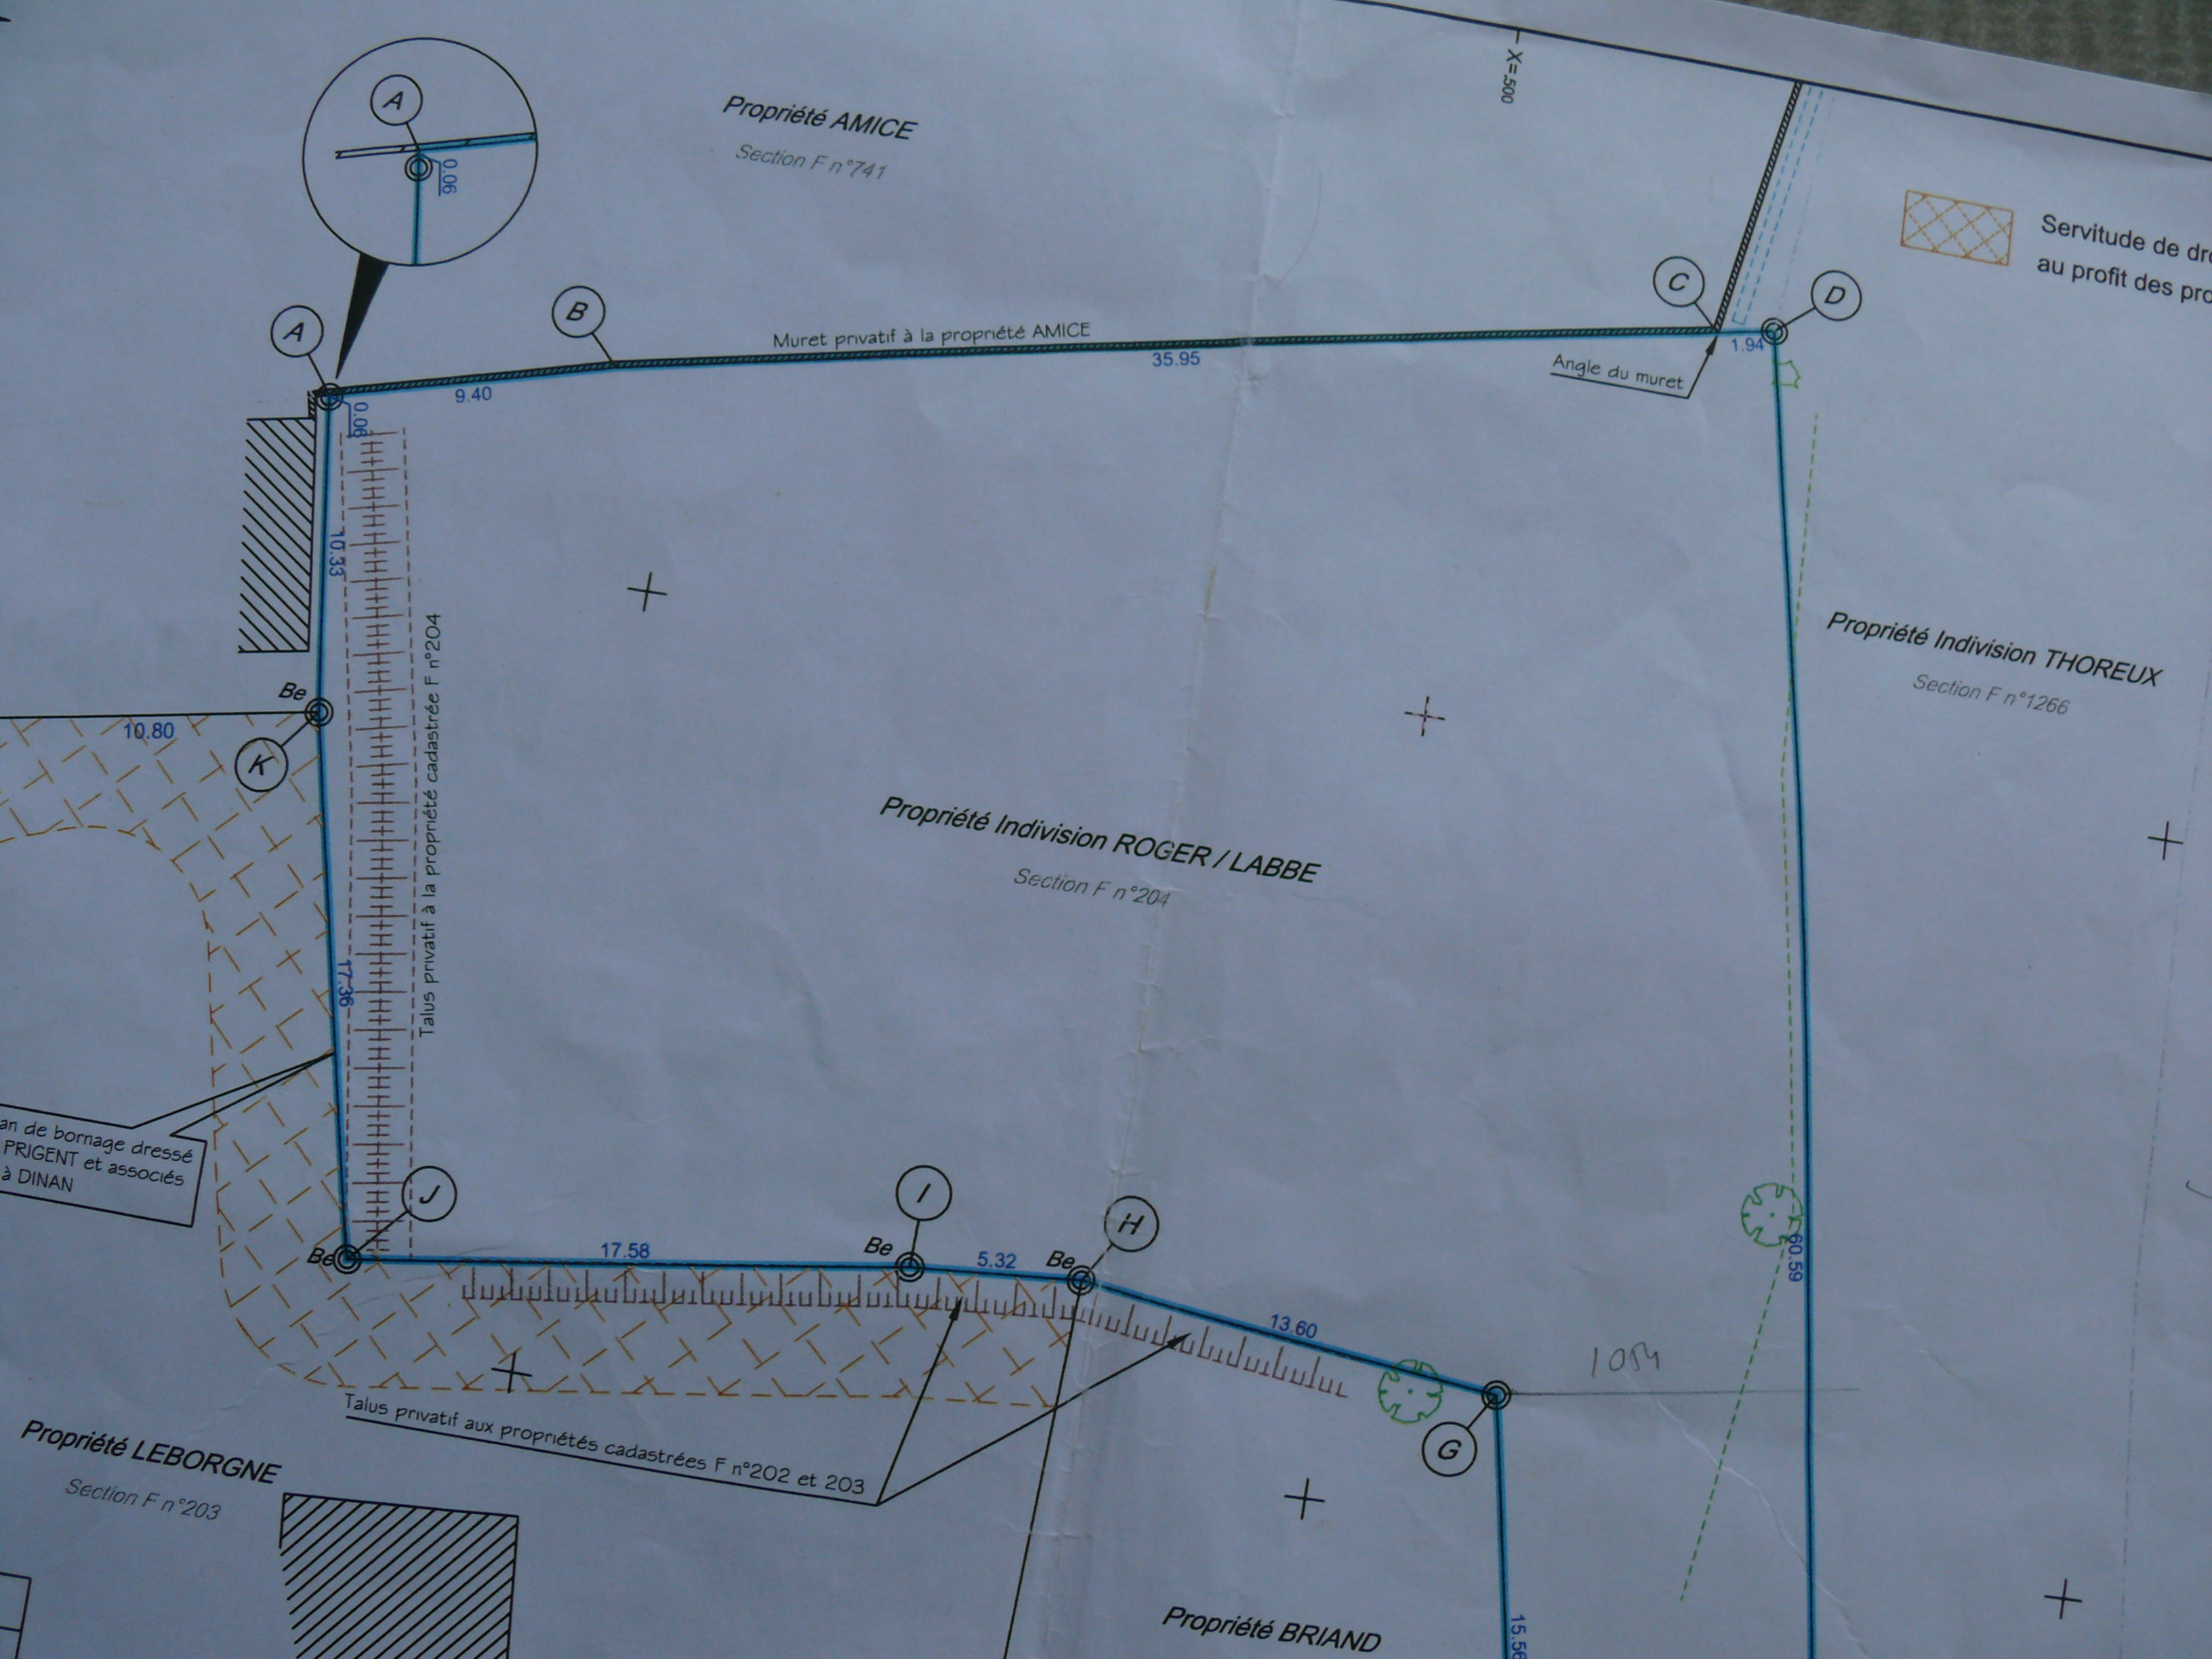 A
0.06
Propriété AMICE
Section F n°741
X=500
Servitude de
au profit des
A
B
Muret privatif à la propriété AMICE
C
D
9.40
35.95
1.94
Angle du muret
0.06
10.33
Talus privatif à la propriété cadastrée F n°204
Propriété Indivision THOREUX
Section F n°1266
Be
10.80
K
Propriété Indivision ROGER / LABBE
Section F n°204
17.36
an de bornage dressé
PRIGENT et associés
à DINAN
J
I
H
Be
17.58
Be
5.32
Be
60.59
13.60
1054
G
Talus privatif aux propriétés cadastrées F n°202 et 203
Propriété LEBORGNE
Section F n°203
Propriété BRIAND
15.56